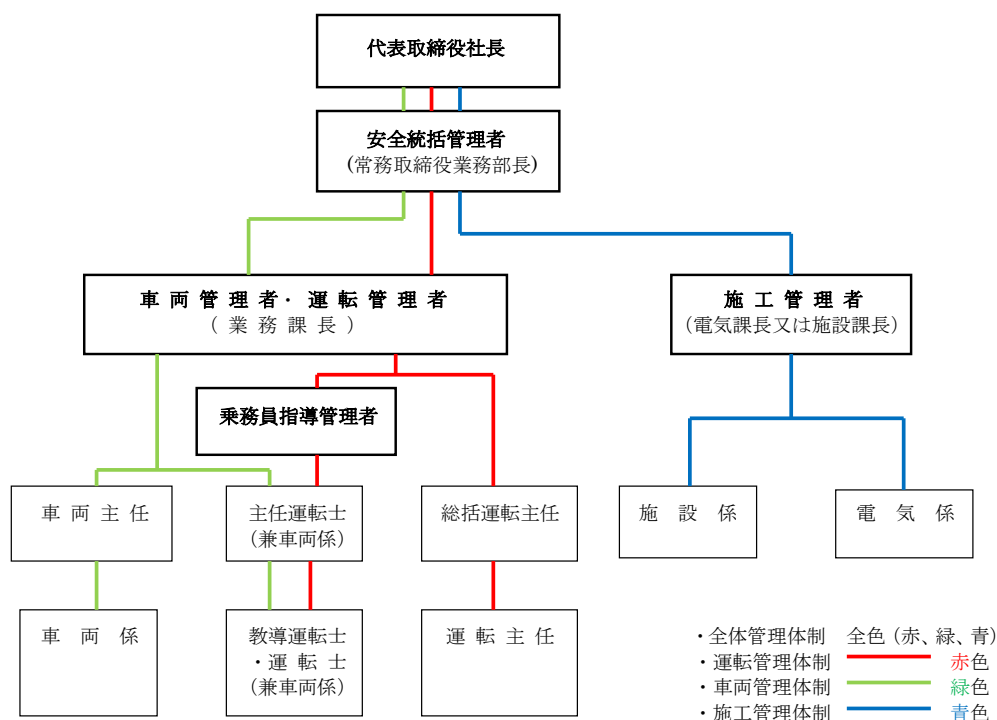 代表取締役社長
安全統括管理者
(常務取締役業務部長)
車両管理者・運転管理者
(業務課長)
施工管理者
(電気課長又は施設課長)
乗務員指導管理者
車両主任
主任運転士
(兼車両係)
総括運転主任
施設係
電気係
車両係
教導運転士
・運転士
(兼車両係)
運転主任
・全体管理体制 全色(赤、緑、青)
・運転管理体制 赤色
・車両管理体制 緑色
・施工管理体制 青色